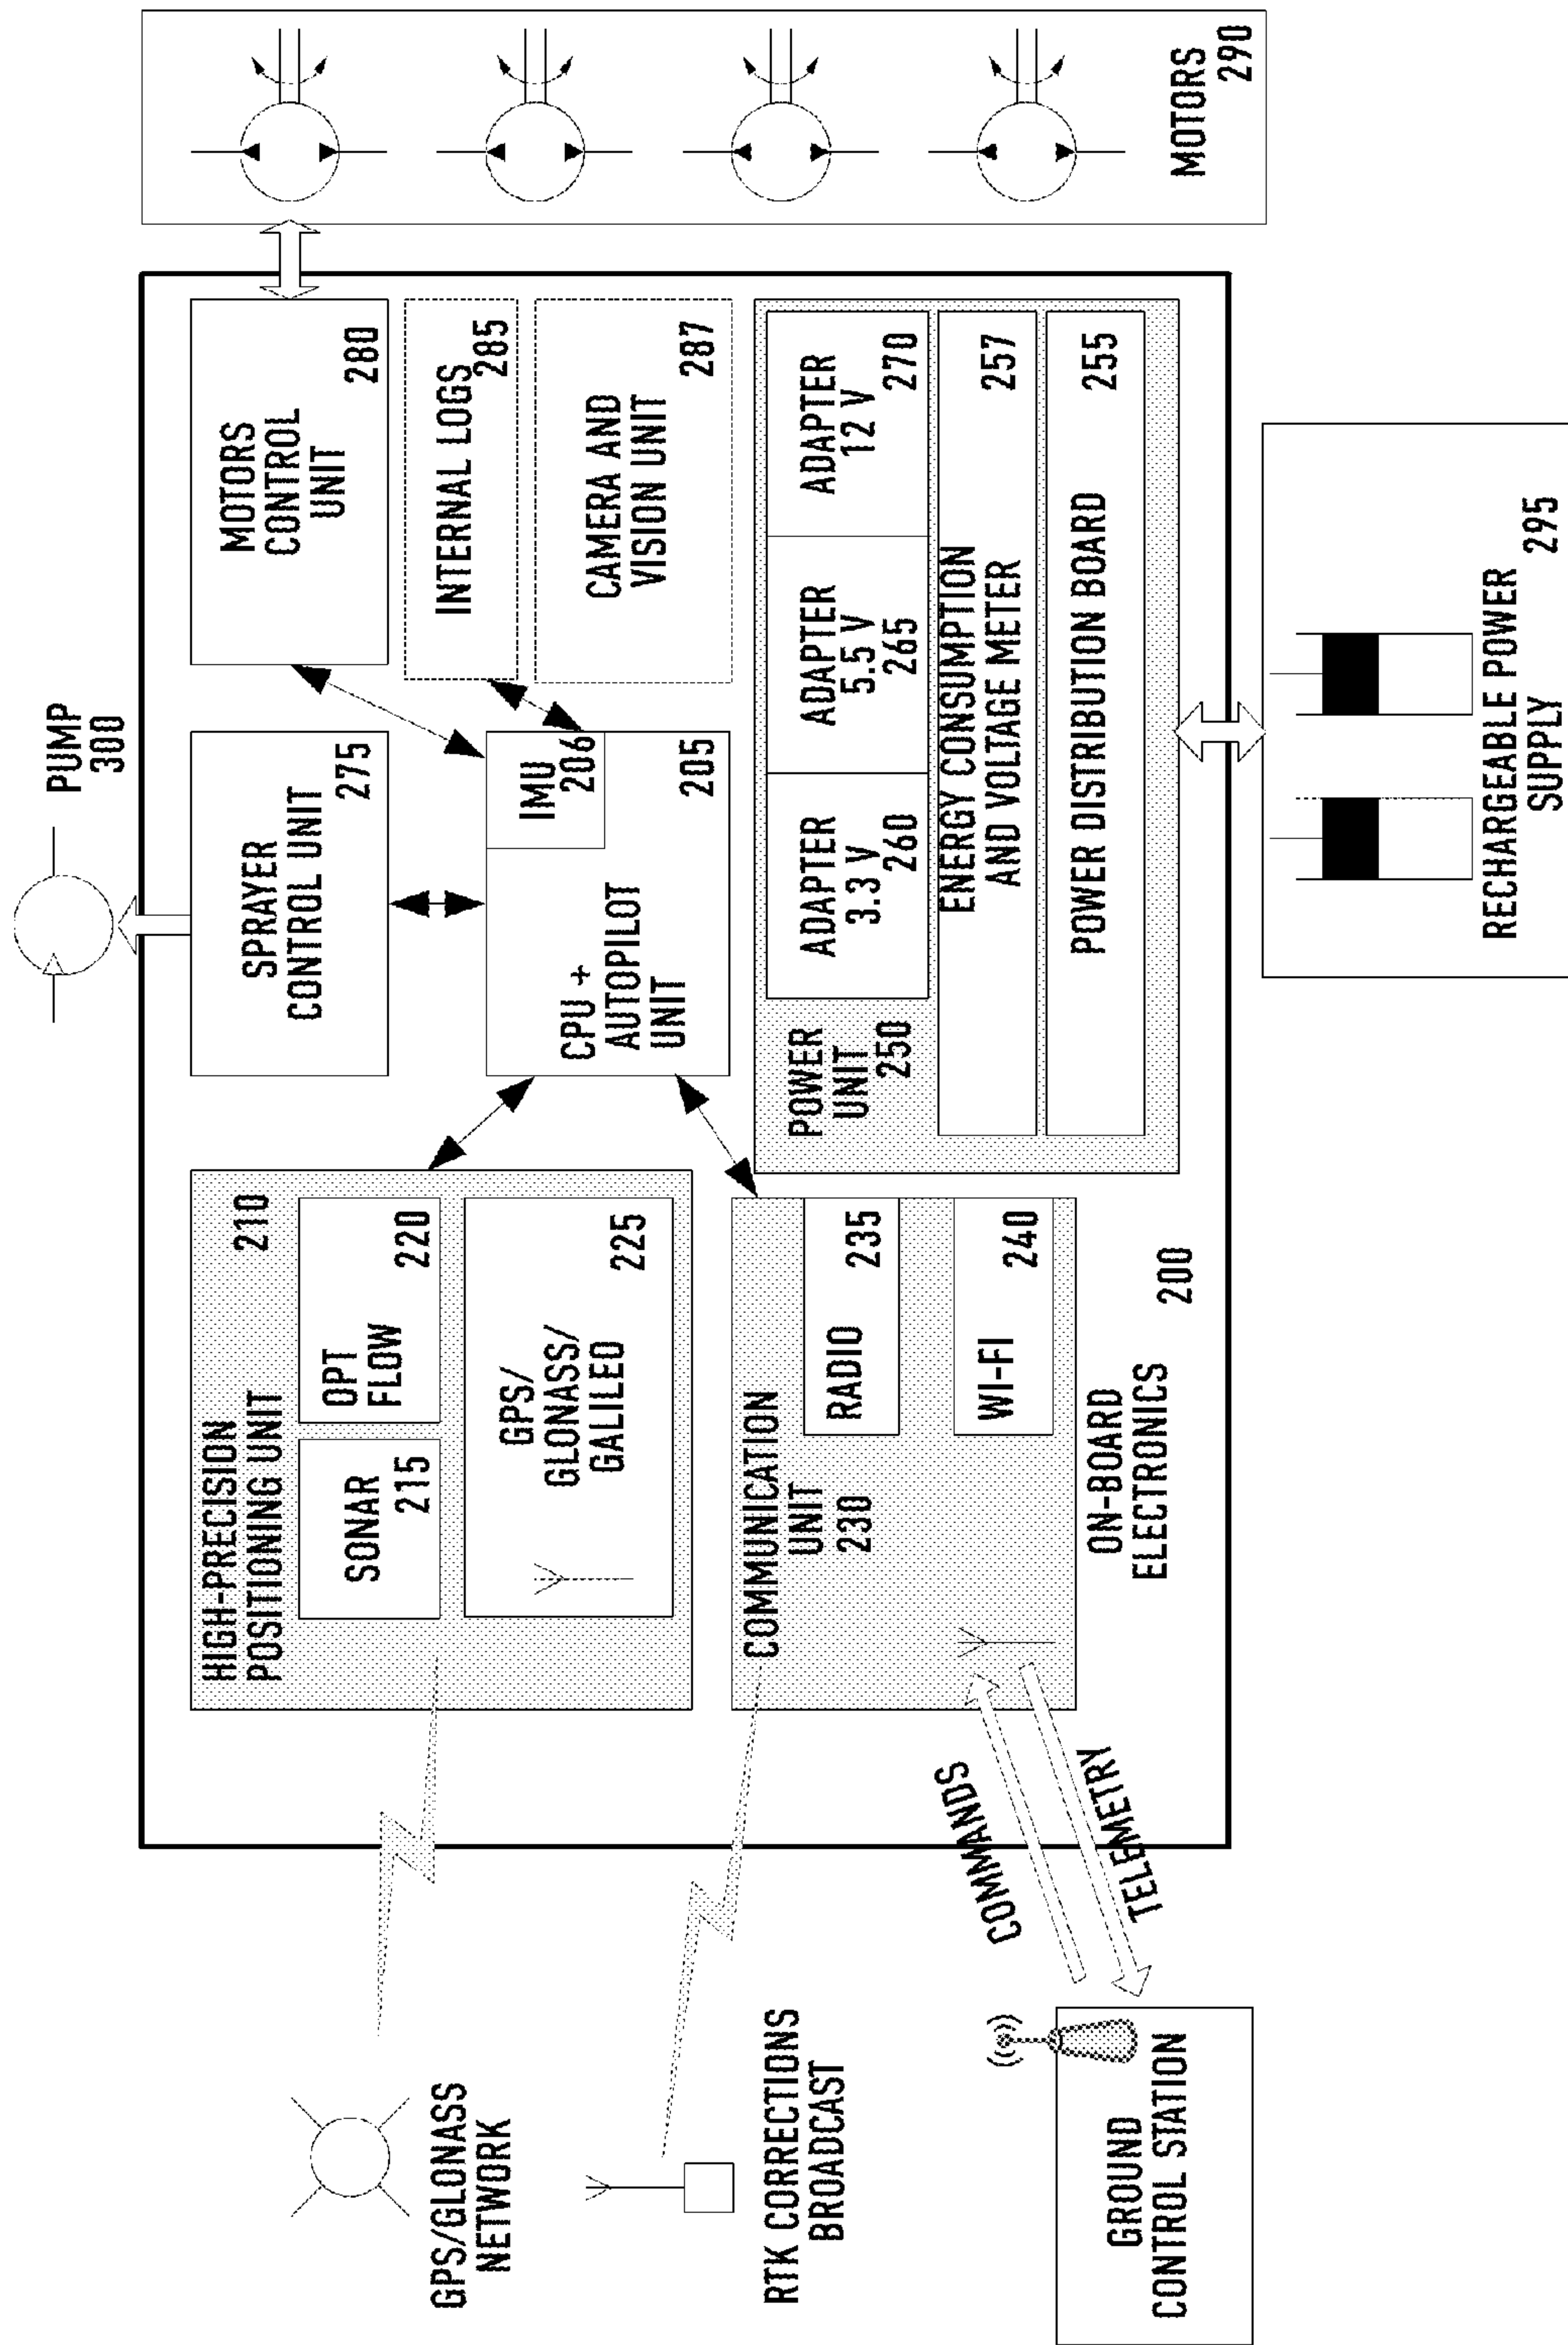 GPS/GLONASS
NETWORK
RTK CORRECTIONS
BROADCAST
GROUND
CONTROL STATION
COMMANDS
TELEMETRY
HIGH-PRECISION
POSITIONING UNIT
210
SONAR
215
OPT
FLOW
220
GPS/
GLONASS/
GALILEO
225
COMMUNICATION
UNIT
230
RADIO
235
WI-FI
240
ON-BOARD
ELECTRONICS
200
PUMP
300
SPRAYER
CONTROL UNIT
275
CPU +
AUTOPILOT
UNIT
205
IMU
206
MOTORS
CONTROL
UNIT
280
INTERNAL LOGS
285
CAMERA AND
VISION UNIT
287
POWER
UNIT
250
ADAPTER
3.3 V
260
ADAPTER
5.5 V
265
ADAPTER
12 V
270
ENERGY CONSUMPTION
AND VOLTAGE METER
257
POWER DISTRIBUTION BOARD
255
MOTORS
290
RECHARGEABLE POWER
SUPPLY
295